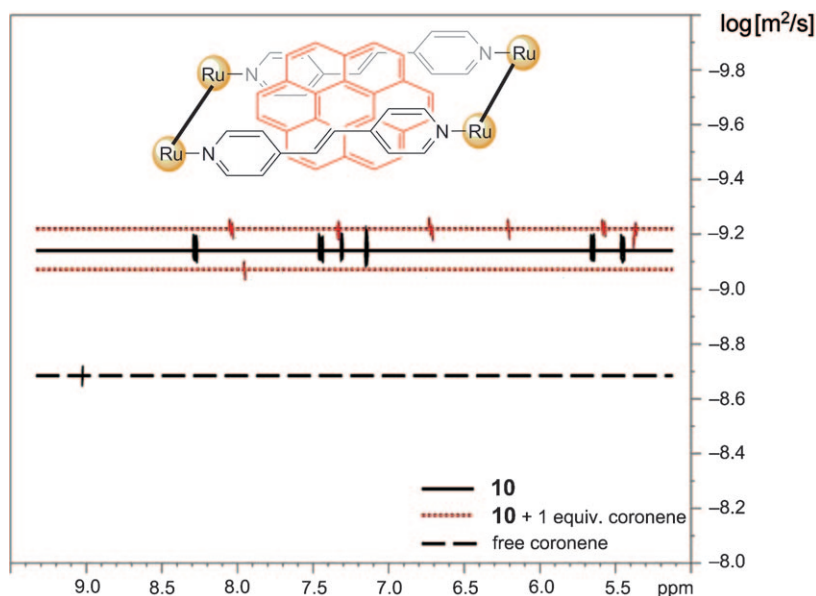 log[m²/s]
Ru N N Ru
Ru N N Ru
–9.8
–9.6
–9.4
–9.2
–9.0
–8.8
–8.6
–8.4
–8.2
–8.0
10
10 + 1 equiv. coronene
free coronene
9.0 8.5 8.0 7.5 7.0 6.5 6.0 5.5 ppm